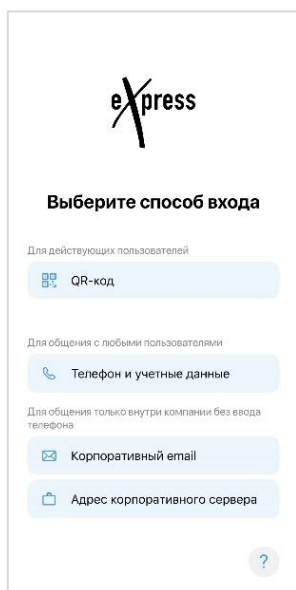 eXpress
Выберите способ входа
Для действующих пользователей
QR-код
Для общения с любыми пользователями
Телефон и учетные данные
Для общения только внутри компании без ввода
телефона
Корпоративный email
Адрес корпоративного сервера
?